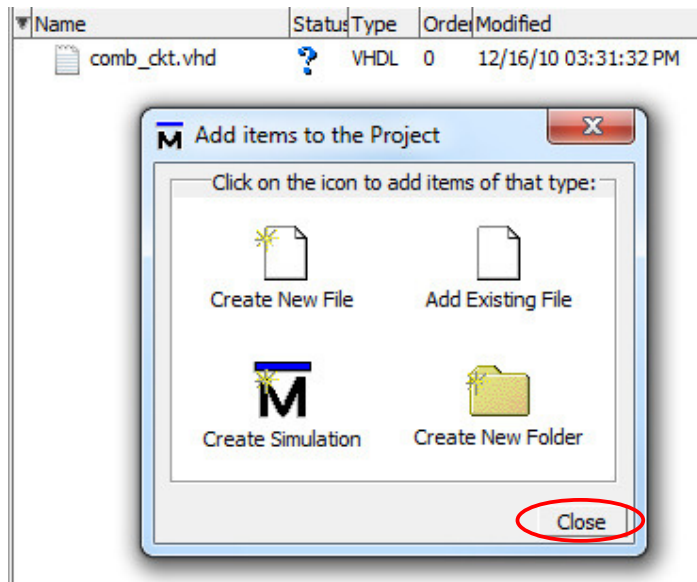 Name Status Type Order Modified
comb_ckt.vhd ? VHDL 0 12/16/10 03:31:32 PM
M Add items to the Project X
Click on the icon to add items of that type:
Create New File Add Existing File
M
Create Simulation Create New Folder
Close